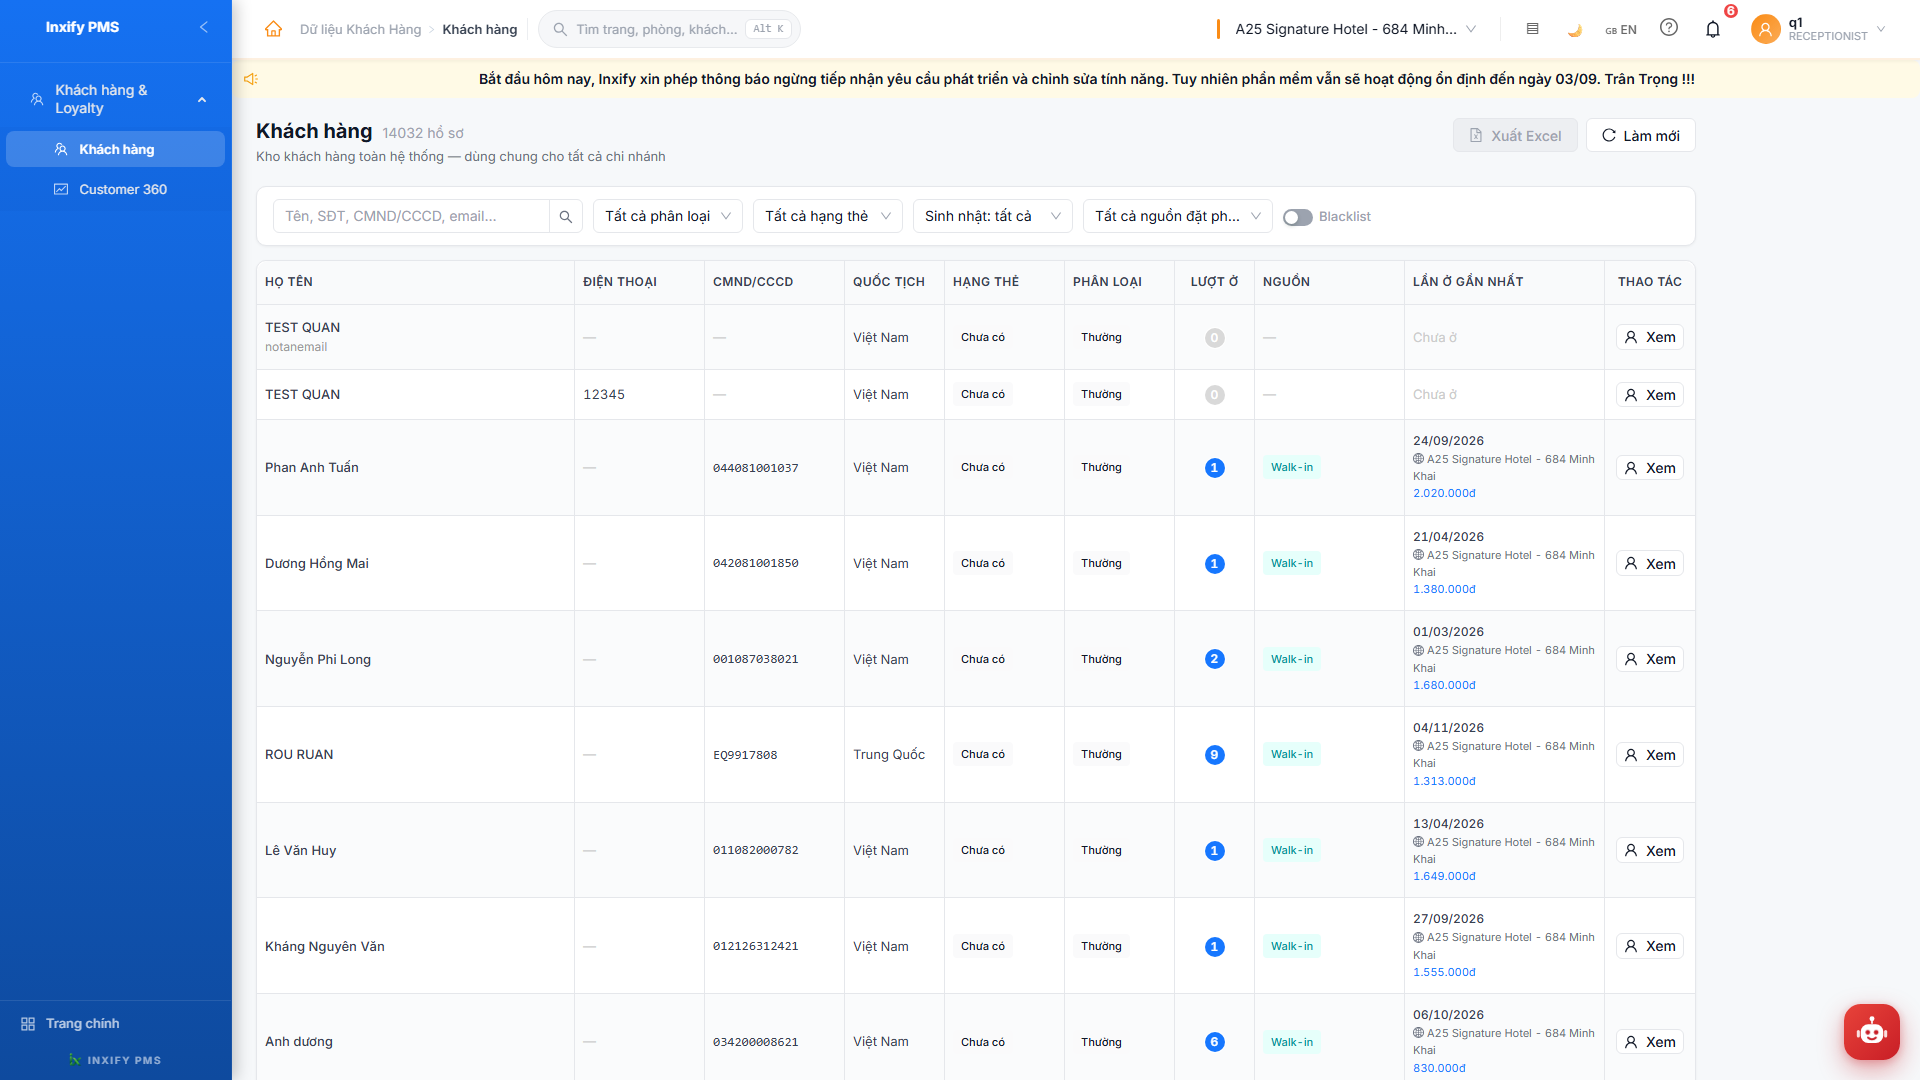 Inxify PMS
Khách hàng & Loyalty
Khách hàng
Customer 360
Trang chính
INXIFY PMS
Dữ liệu Khách Hàng > Khách hàng
Tìm trang, phòng, khách... Alt K
A25 Signature Hotel - 684 Minh...
GB EN
6
q1
RECEPTIONIST
Bắt đầu hôm nay, Inxify xin phép thông báo ngừng tiếp nhận yêu cầu phát triển và chỉnh sửa tính năng. Tuy nhiên phần mềm vẫn sẽ hoạt động ổn định đến ngày 03/09. Trân Trọng !!!
Khách hàng 14032 hồ sơ
Kho khách hàng toàn hệ thống — dùng chung cho tất cả chi nhánh
Xuất Excel
Làm mới
Tên, SĐT, CMND/CCCD, email...
Tất cả phân loại
Tất cả hạng thẻ
Sinh nhật: tất cả
Tất cả nguồn đặt ph...
Blacklist
HỌ TÊN ĐIỆN THOẠI CMND/CCCD QUỐC TỊCH HẠNG THẺ PHÂN LOẠI LƯỢT Ở NGUỒN LẦN Ở GẦN NHẤT THAO TÁC
TEST QUAN
notanemail
— — Việt Nam Chưa có Thường 0 — Chưa ở Xem
TEST QUAN 12345 — Việt Nam Chưa có Thường 0 — Chưa ở Xem
Phan Anh Tuấn — 044081001037 Việt Nam Chưa có Thường 1 Walk-in
24/09/2026
A25 Signature Hotel - 684 Minh
Khai
2.020.000đ
Xem
Dương Hồng Mai — 042081001850 Việt Nam Chưa có Thường 1 Walk-in
21/04/2026
A25 Signature Hotel - 684 Minh
Khai
1.380.000đ
Xem
Nguyễn Phi Long — 001087038021 Việt Nam Chưa có Thường 2 Walk-in
01/03/2026
A25 Signature Hotel - 684 Minh
Khai
1.680.000đ
Xem
ROU RUAN — EQ9917808 Trung Quốc Chưa có Thường 9 Walk-in
04/11/2026
A25 Signature Hotel - 684 Minh
Khai
1.313.000đ
Xem
Lê Văn Huy — 011082000782 Việt Nam Chưa có Thường 1 Walk-in
13/04/2026
A25 Signature Hotel - 684 Minh
Khai
1.649.000đ
Xem
Kháng Nguyên Văn — 012126312421 Việt Nam Chưa có Thường 1 Walk-in
27/09/2026
A25 Signature Hotel - 684 Minh
Khai
1.555.000đ
Xem
Anh dương — 034200008621 Việt Nam Chưa có Thường 6 Walk-in
06/10/2026
A25 Signature Hotel - 684 Minh
Khai
830.000đ
Xem